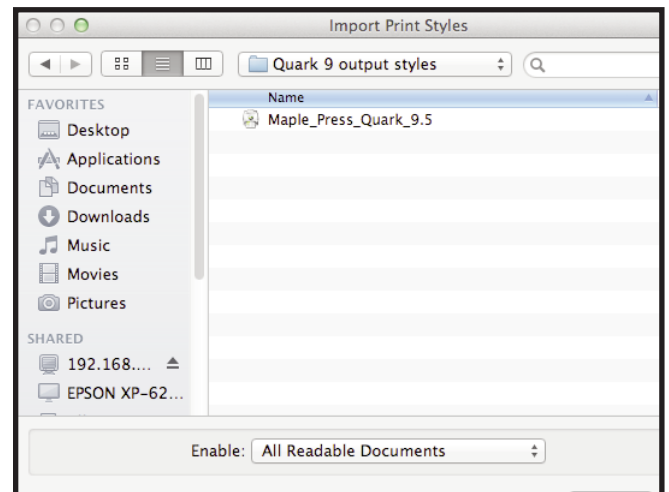 Import Print Styles
Quark 9 output styles
Name
FAVORITES
Maple_Press_Quark_9.5
Desktop
Applications
Documents
Downloads
Music
Movies
Pictures
SHARED
192.168....
EPSON XP-62...
Enable: All Readable Documents